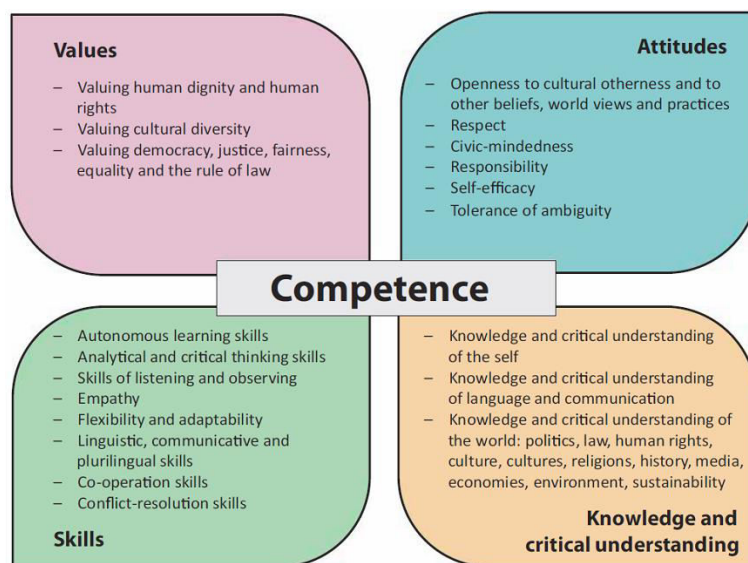 Values
– Valuing human dignity and human
rights
– Valuing cultural diversity
– Valuing democracy, justice, fairness,
equality and the rule of law
Attitudes
– Openness to cultural otherness and to
other beliefs, world views and practices
– Respect
– Civic-mindedness
– Responsibility
– Self-efficacy
– Tolerance of ambiguity
Competence
– Autonomous learning skills
– Analytical and critical thinking skills
– Skills of listening and observing
– Empathy
– Flexibility and adaptability
– Linguistic, communicative and
plurilingual skills
– Co-operation skills
– Conflict-resolution skills
Skills
– Knowledge and critical understanding
of the self
– Knowledge and critical understanding
of language and communication
– Knowledge and critical understanding of
the world: politics, law, human rights,
culture, cultures, religions, history, media,
economies, environment, sustainability
Knowledge and
critical understanding